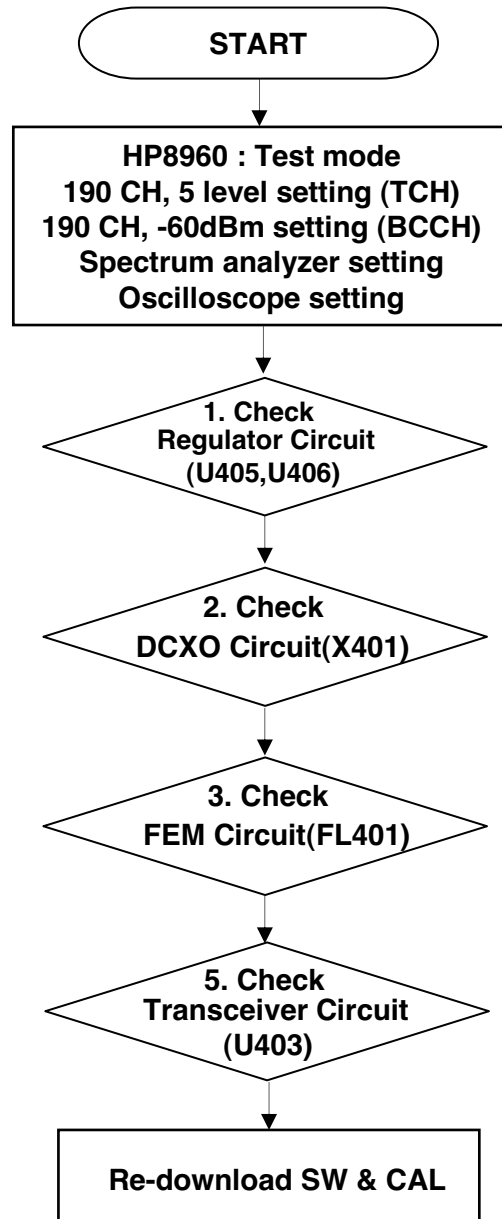 START
HP8960 : Test mode
190 CH, 5 level setting (TCH)
190 CH, -60dBm setting (BCCH)
Spectrum analyzer setting
Oscilloscope setting
1. Check
Regulator Circuit
(U405,U406)
2. Check
DCXO Circuit(X401)
3. Check
FEM Circuit(FL401)
5. Check
Transceiver Circuit
(U403)
Re-download SW & CAL